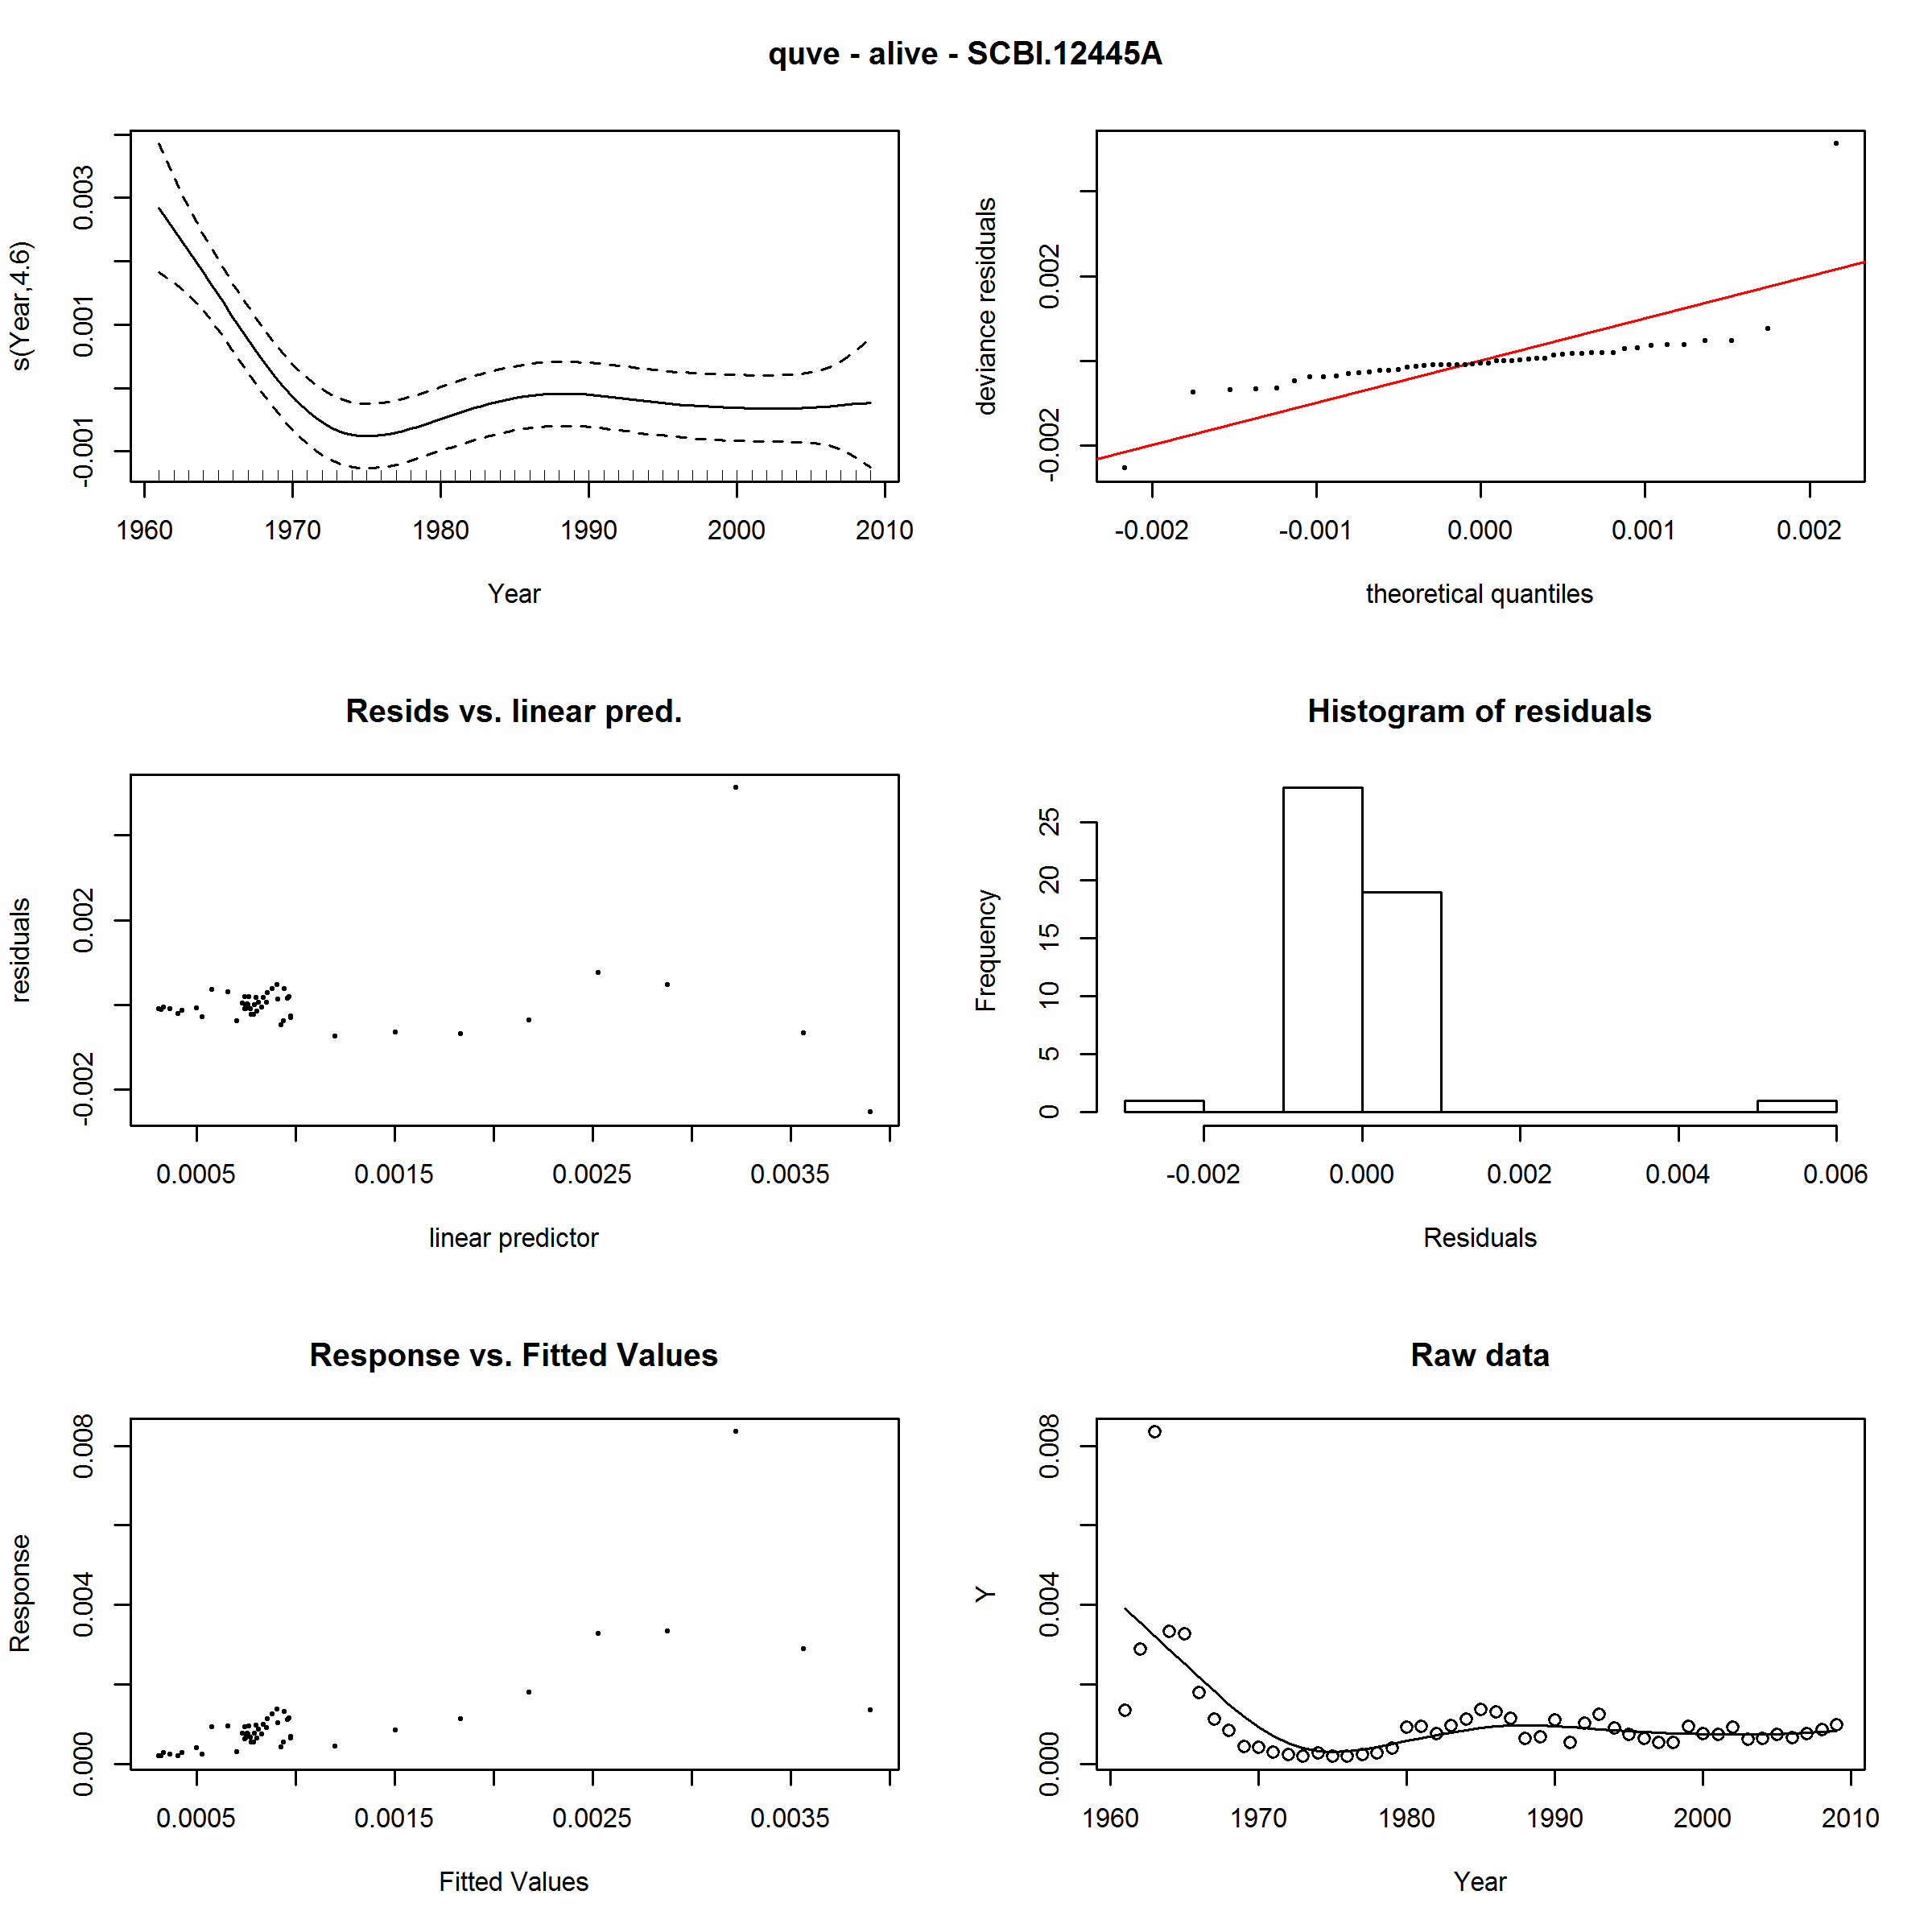 quve - alive - SCBI.12445A
s(Year,4.6)
-0.001 0.001 0.003
1960 1970 1980 1990 2000 2010
Year
deviance residuals
-0.002 0.002
-0.002 -0.001 0.000 0.001 0.002
theoretical quantiles
Resids vs. linear pred.
residuals
-0.002 0.002
0.0005 0.0015 0.0025 0.0035
linear predictor
Histogram of residuals
Frequency
0 5 10 15 20 25
-0.002 0.000 0.002 0.004 0.006
Residuals
Response vs. Fitted Values
Response
0.000 0.004 0.008
0.0005 0.0015 0.0025 0.0035
Fitted Values
Raw data
Y
0.000 0.004 0.008
1960 1970 1980 1990 2000 2010
Year